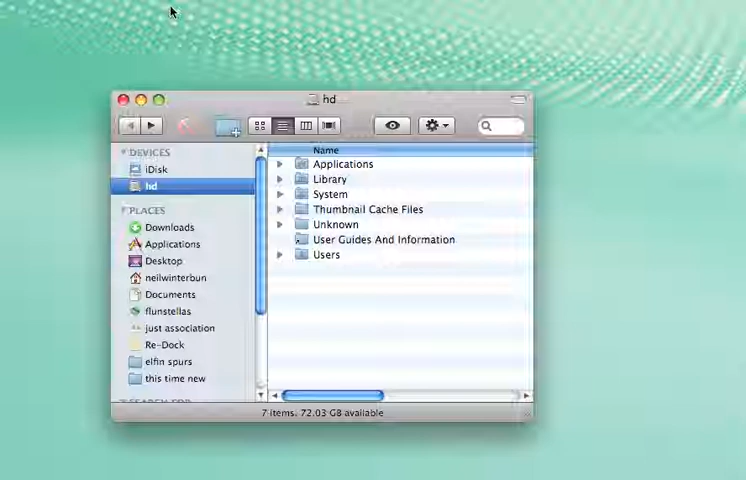 hd
DEVICES
iDisk
hd
PLACES
Downloads
Applications
Desktop
neilwinterbun
Documents
flunstellas
just association
Re-Dock
elfin spurs
this time new
Name
Applications
Library
System
Thumbnail Cache Files
Unknown
User Guides And Information
Users
7 items, 72.03 GB available